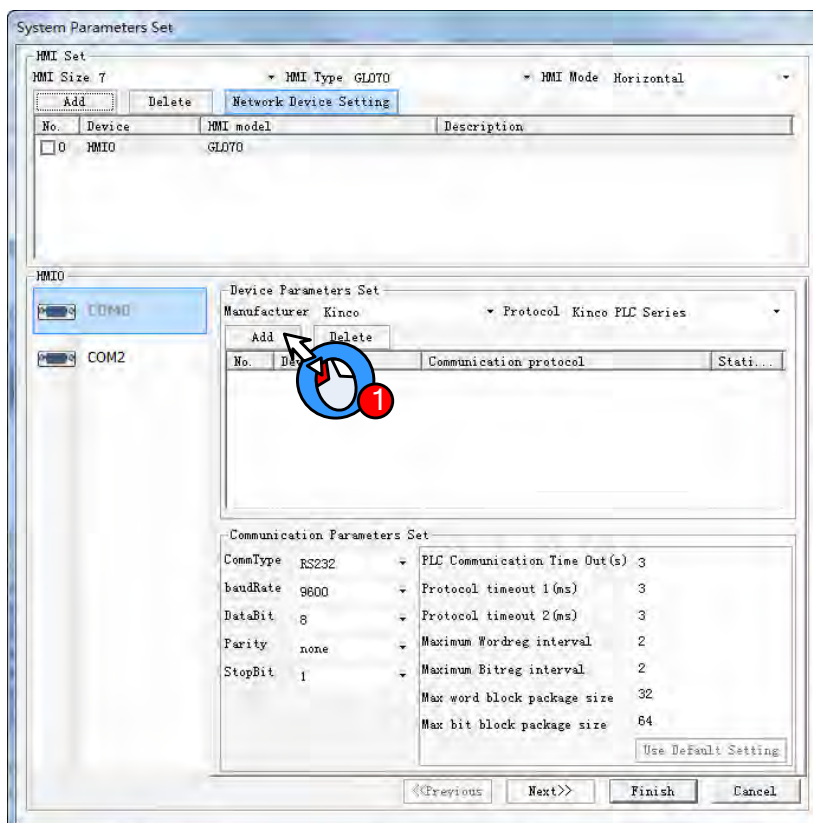 System Parameters Set
HMI Set
HMI Size 7 HMI Type GL070 HMI Mode Horizontal
Add Delete Network Device Setting
No. Device HMI model Description
0 HMI0 GL070
HMI0
COM0
COM2
Device Parameters Set
Manufacturer Kinco Protocol Kinco PLC Series
Add Delete
No. Communication protocol Stati...
1
Communication Parameters Set
CommType RS232
baudRate 9600
DataBit 8
Parity none
StopBit 1
PLC Communication Time Out(s) 3
Protocol timeout 1(ms) 3
Protocol timeout 2(ms) 3
Maximum Wordreg interval 2
Maximum Bitreg interval 2
Max word block package size 32
Max bit block package size 64
Use Default Setting
<<Previous Next>> Finish Cancel